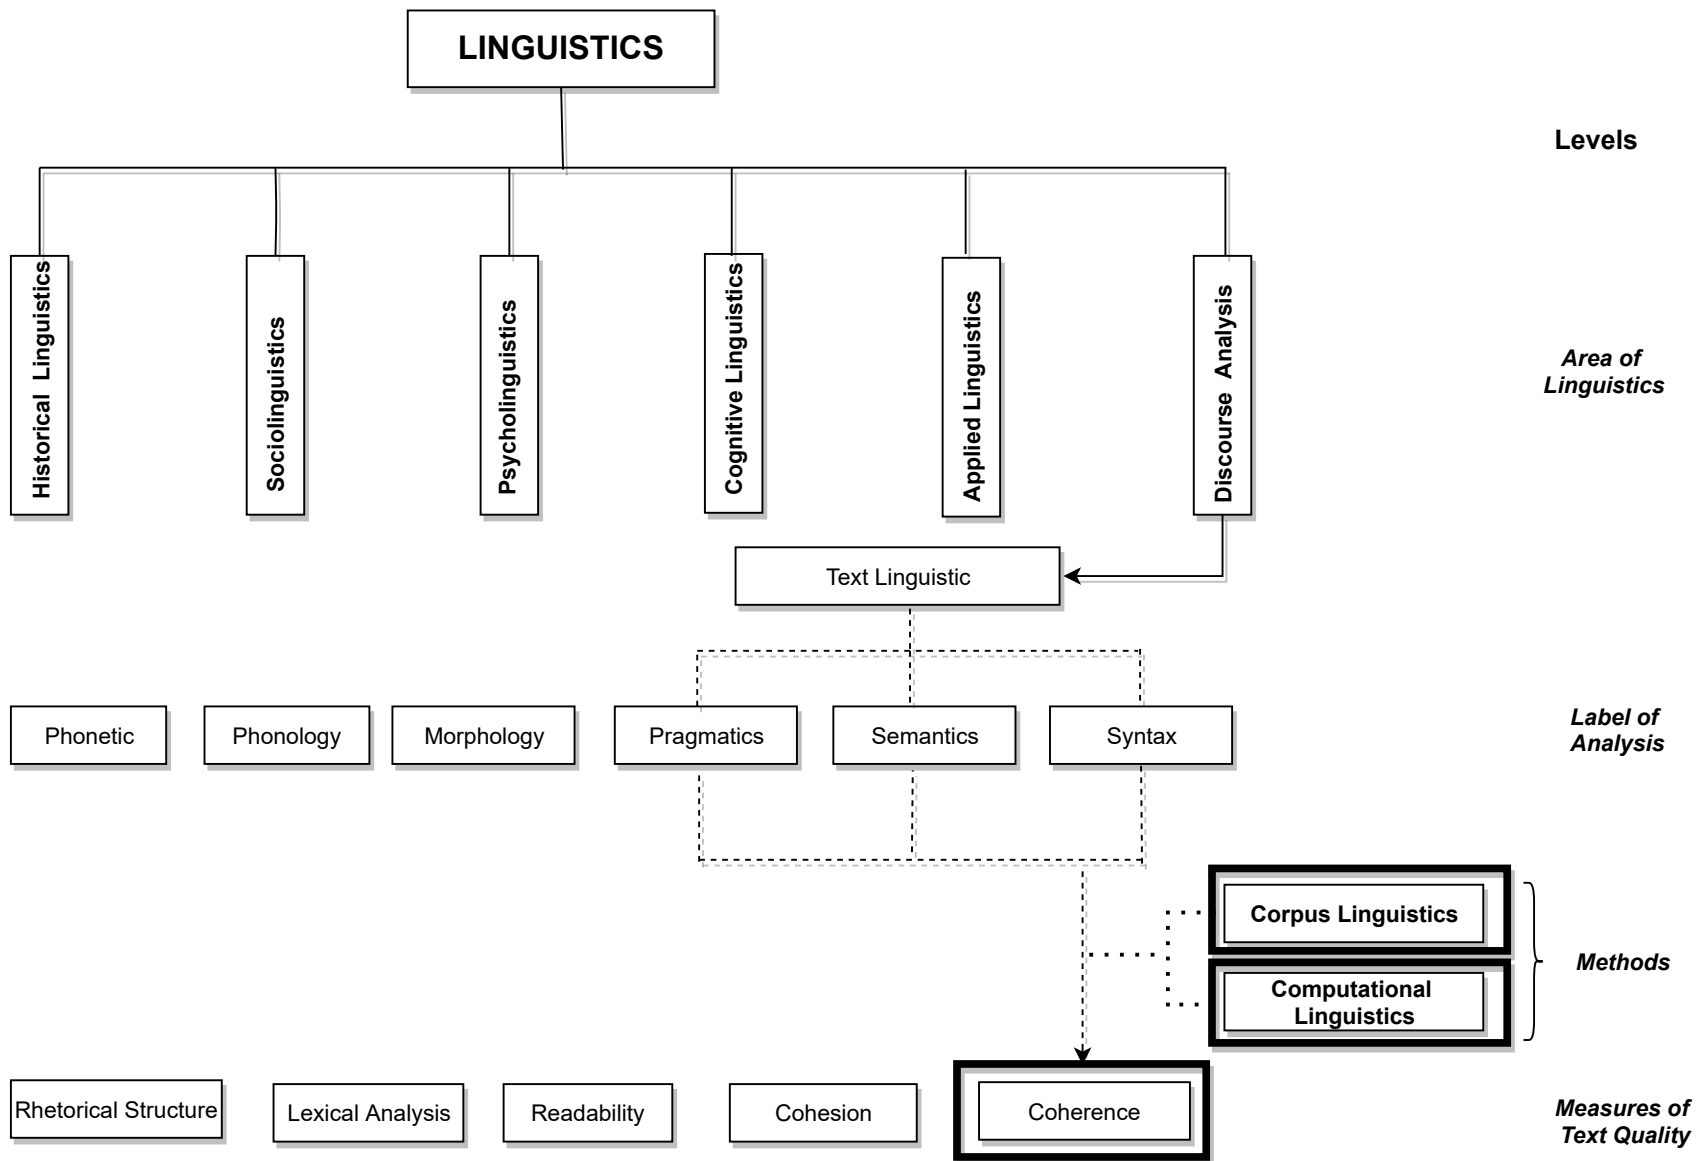 LINGUISTICS
Levels
Historical Linguistics
Sociolinguistics
Psycholinguistics
Cognitive Linguistics
Applied Linguistics
Discourse Analysis
Area of
Linguistics
Text Linguistic
Phonetic
Phonology
Morphology
Pragmatics
Semantics
Syntax
Label of
Analysis
Corpus Linguistics
Computational
Linguistics
Methods
Rhetorical Structure
Lexical Analysis
Readability
Cohesion
Coherence
Measures of
Text Quality